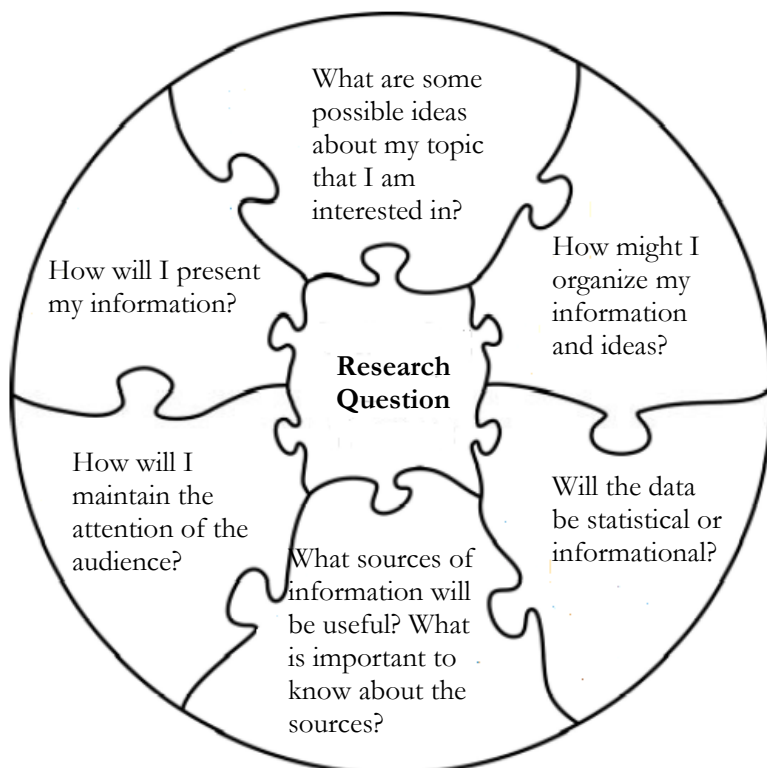 What are some
possible ideas
about my topic
that I am
interested in?
How might I
organize my
information
and ideas?
How will I present
my information?
Research
Question
How will I
maintain the
attention of the
audience?
Will the data
be statistical or
informational?
What sources of
information will
be useful? What
is important to
know about the
sources?